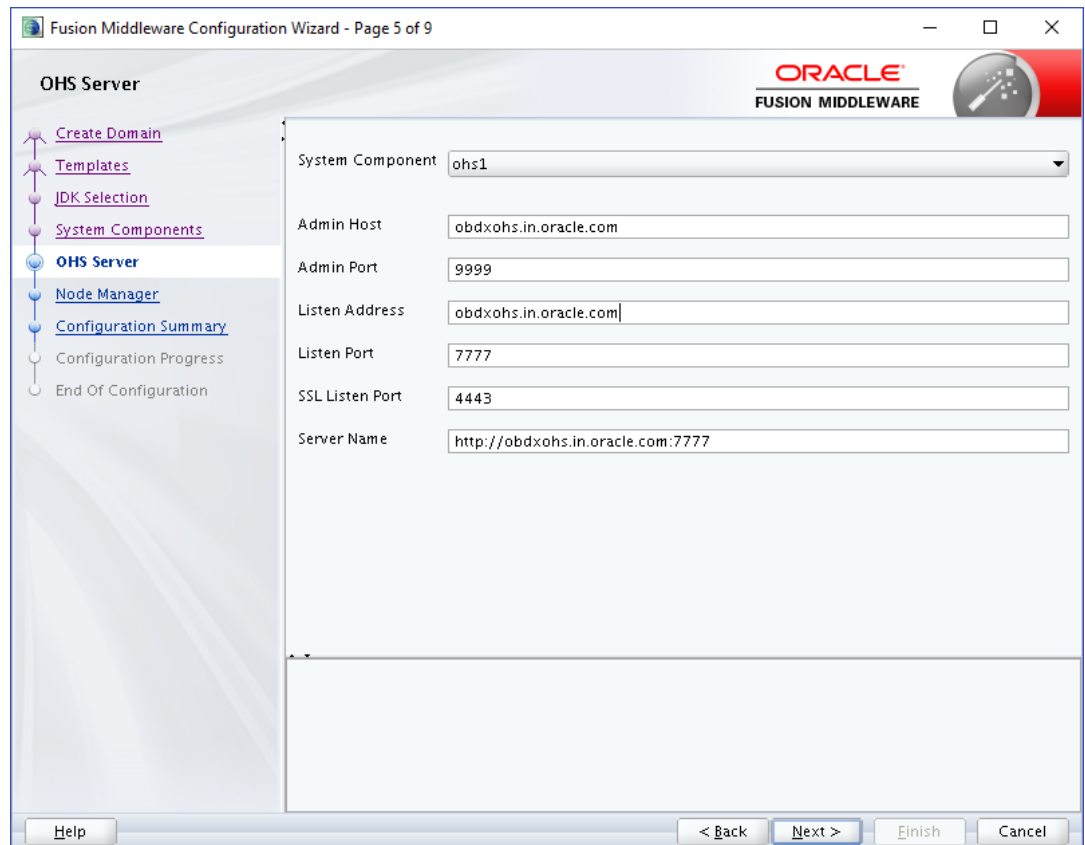 Fusion Middleware Configuration Wizard - Page 5 of 9
OHS Server
ORACLE
FUSION MIDDLEWARE
Create Domain
Templates
JDK Selection
System Components
OHS Server
Node Manager
Configuration Summary
Configuration Progress
End Of Configuration
System Component ohs1
Admin Host obdxohs.in.oracle.com
Admin Port 9999
Listen Address obdxohs.in.oracle.com
Listen Port 7777
SSL Listen Port 4443
Server Name http://obdxohs.in.oracle.com:7777
Help < Back Next > Finish Cancel